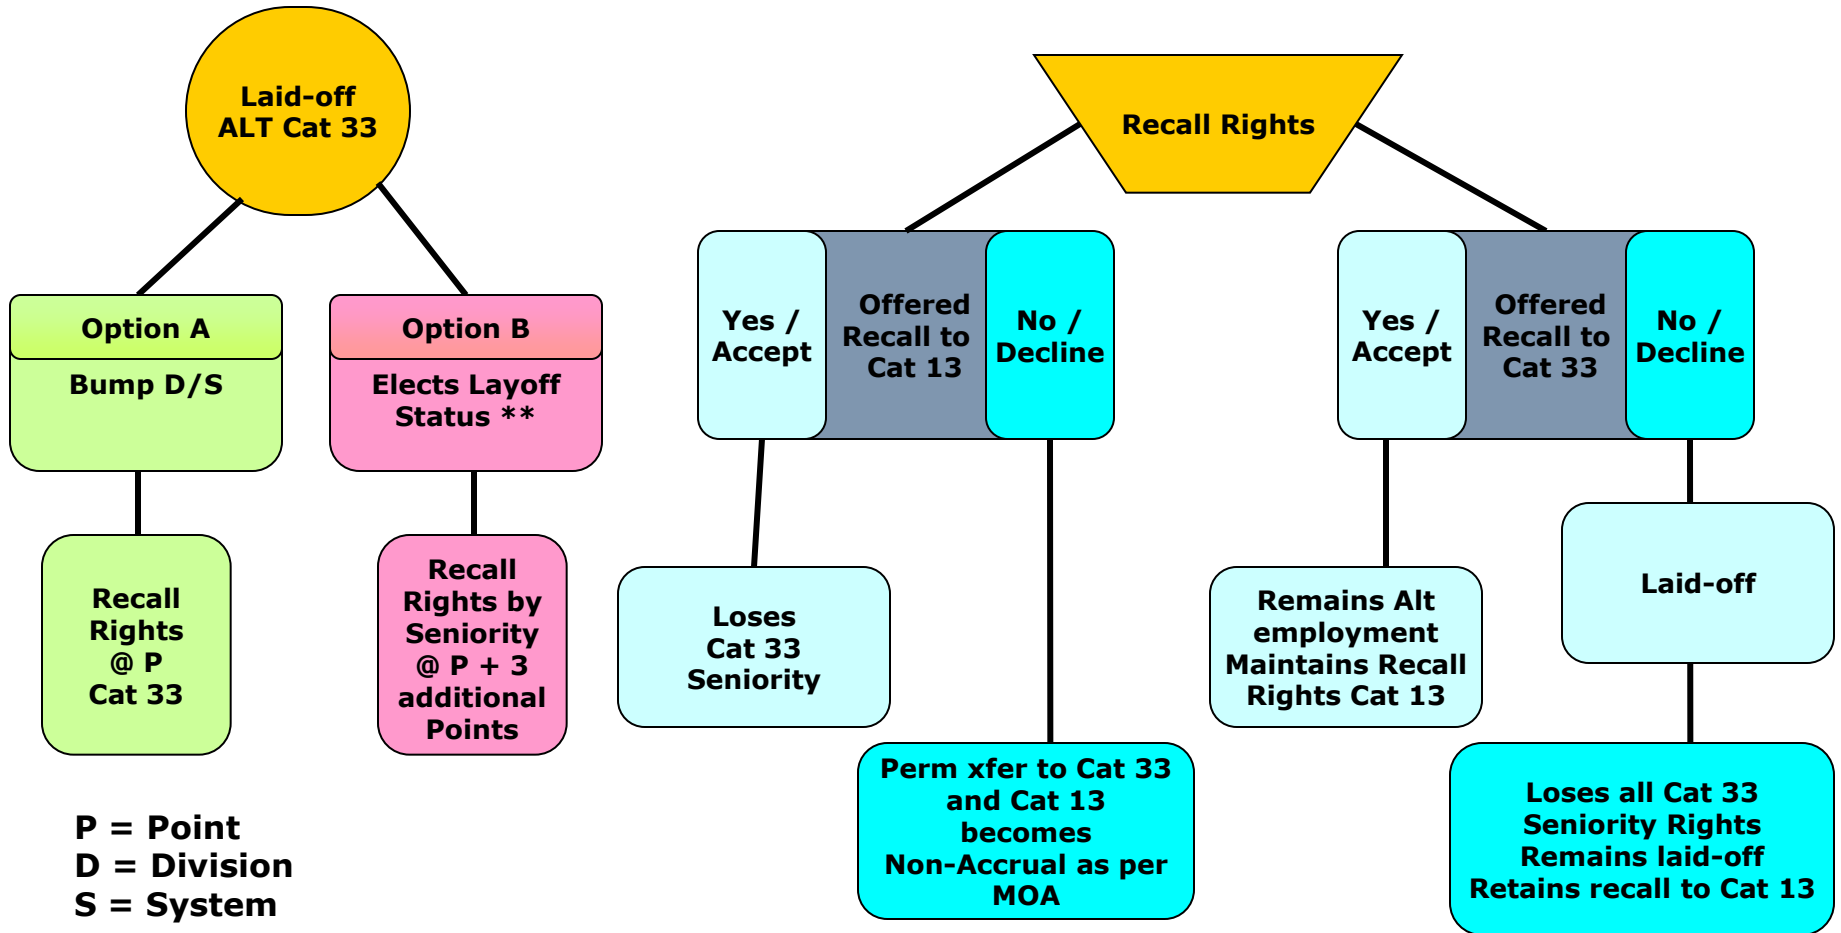 Laid-off
ALT Cat 33
Option A
Bump D/S
Recall
Rights
@ P
Cat 33
Option B
Elects Layoff
Status **
Recall
Rights by
Seniority
@ P + 3
additional
Points
P = Point
D = Division
S = System
Recall Rights
Yes /
Accept
Offered
Recall to
Cat 13
No /
Decline
Loses
Cat 33
Seniority
Perm xfer to Cat 33
and Cat 13
becomes
Non-Accrual as per
MOA
Yes /
Accept
Offered
Recall to
Cat 33
No /
Decline
Remains Alt
employment
Maintains Recall
Rights Cat 13
Laid-off
Loses all Cat 33
Seniority Rights
Remains laid-off
Retains recall to Cat 13